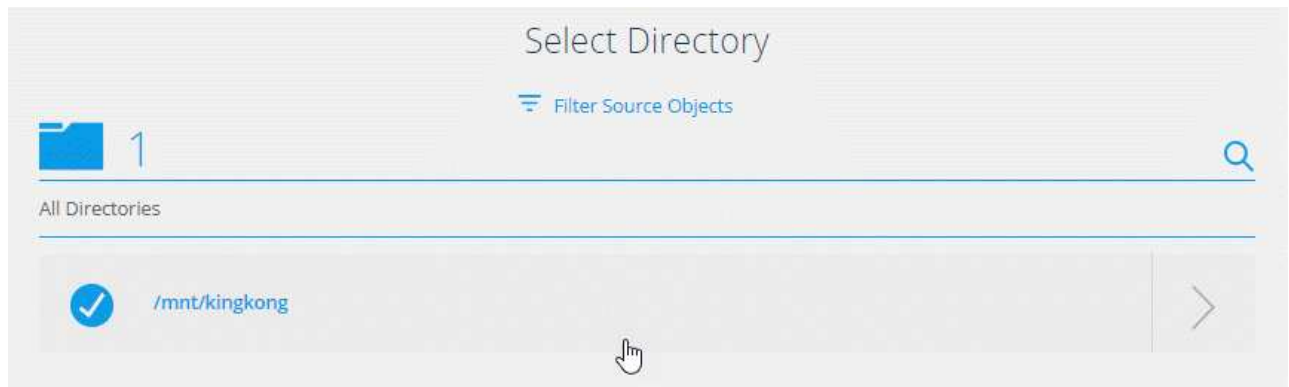 Select Directory
Filter Source Objects
1
All Directories
/mnt/kingkong